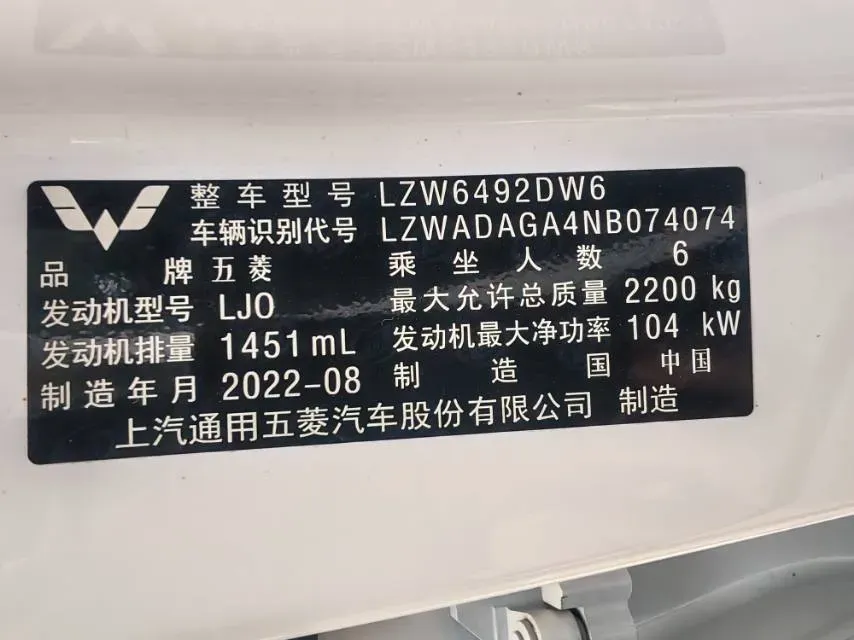 整车型号 LZW6492DW6
车辆识别代号 LZWADAGA4NB074074
品牌 五菱 乘坐人数 6
发动机型号 LJO 最大允许总质量 2200 kg
发动机排量 1451mL 发动机最大净功率 104 kW
制造年月 2022-08 制造国 中国
上汽通用五菱汽车股份有限公司 制造